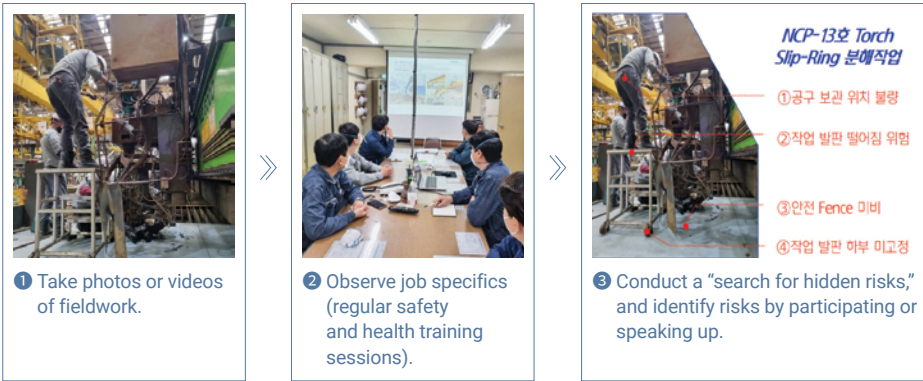 ❶ Take photos or videos
of fieldwork.
❷ Observe job specifics
(regular safety
and health training
sessions).
NCP-13호 Torch
Slip-Ring 분해작업
①공구 보관 위치 불량
②작업 발판 떨어짐 위험
③안전 Fence 미비
④작업 발판 하부 미고정
❸ Conduct a “search for hidden risks,”
and identify risks by participating or
speaking up.